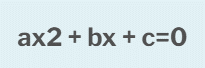 ax2 + bx + c=0